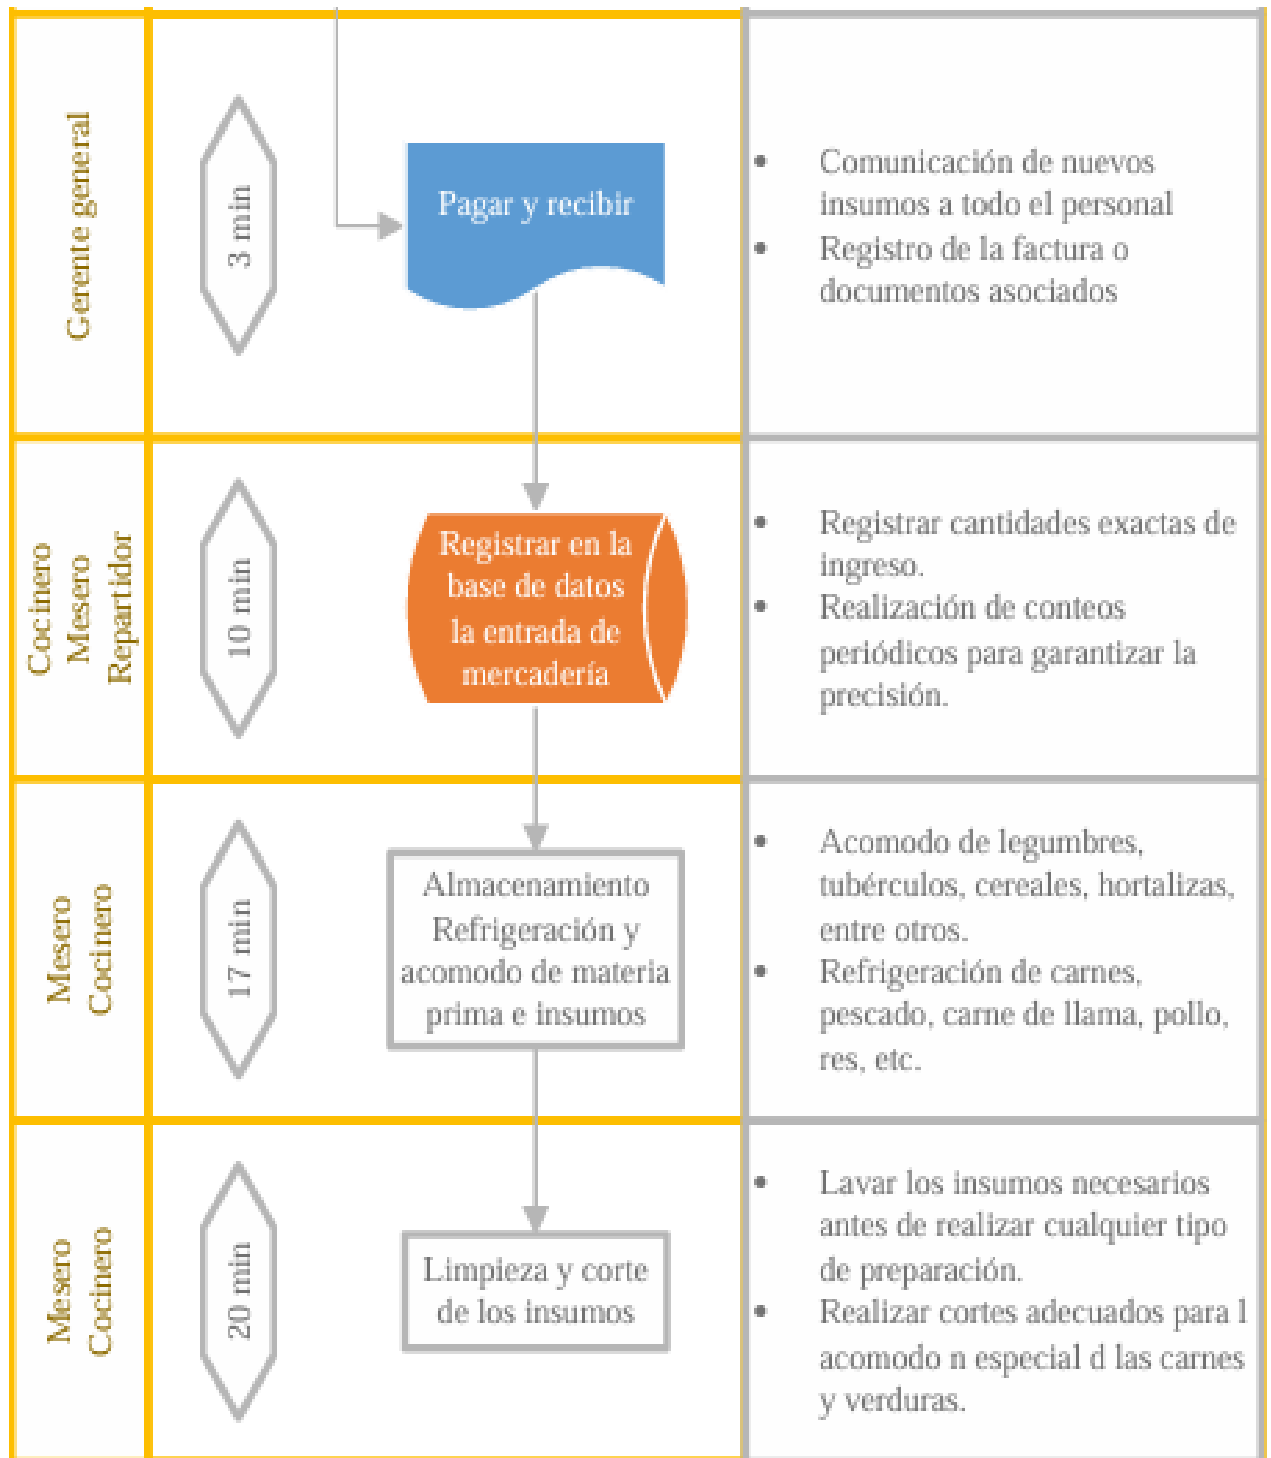 Gerente general
3 min
Pagar y recibir
• Comunicación de nuevos
insumos a todo el personal
• Registro de la factura o
documentos asociados
Cocinero
Mesero
Repartidor
10 min
Registrar en la
base de datos
la entrada de
mercadería
• Registrar cantidades exactas de
ingreso.
• Realización de conteos
periódicos para garantizar la
precisión.
Mesero
Cocinero
17 min
Almacenamiento
Refrigeración y
acomodo de materia
prima e insumos
• Acomodo de legumbres,
tubérculos, cereales, hortalizas,
entre otros.
• Refrigeración de carnes,
pescado, carne de llama, pollo,
res, etc.
Mesero
Cocinero
20 min
Limpieza y corte
de los insumos
• Lavar los insumos necesarios
antes de realizar cualquier tipo
de preparación.
• Realizar cortes adecuados para l
acomodo n especial d las carnes
y verduras.